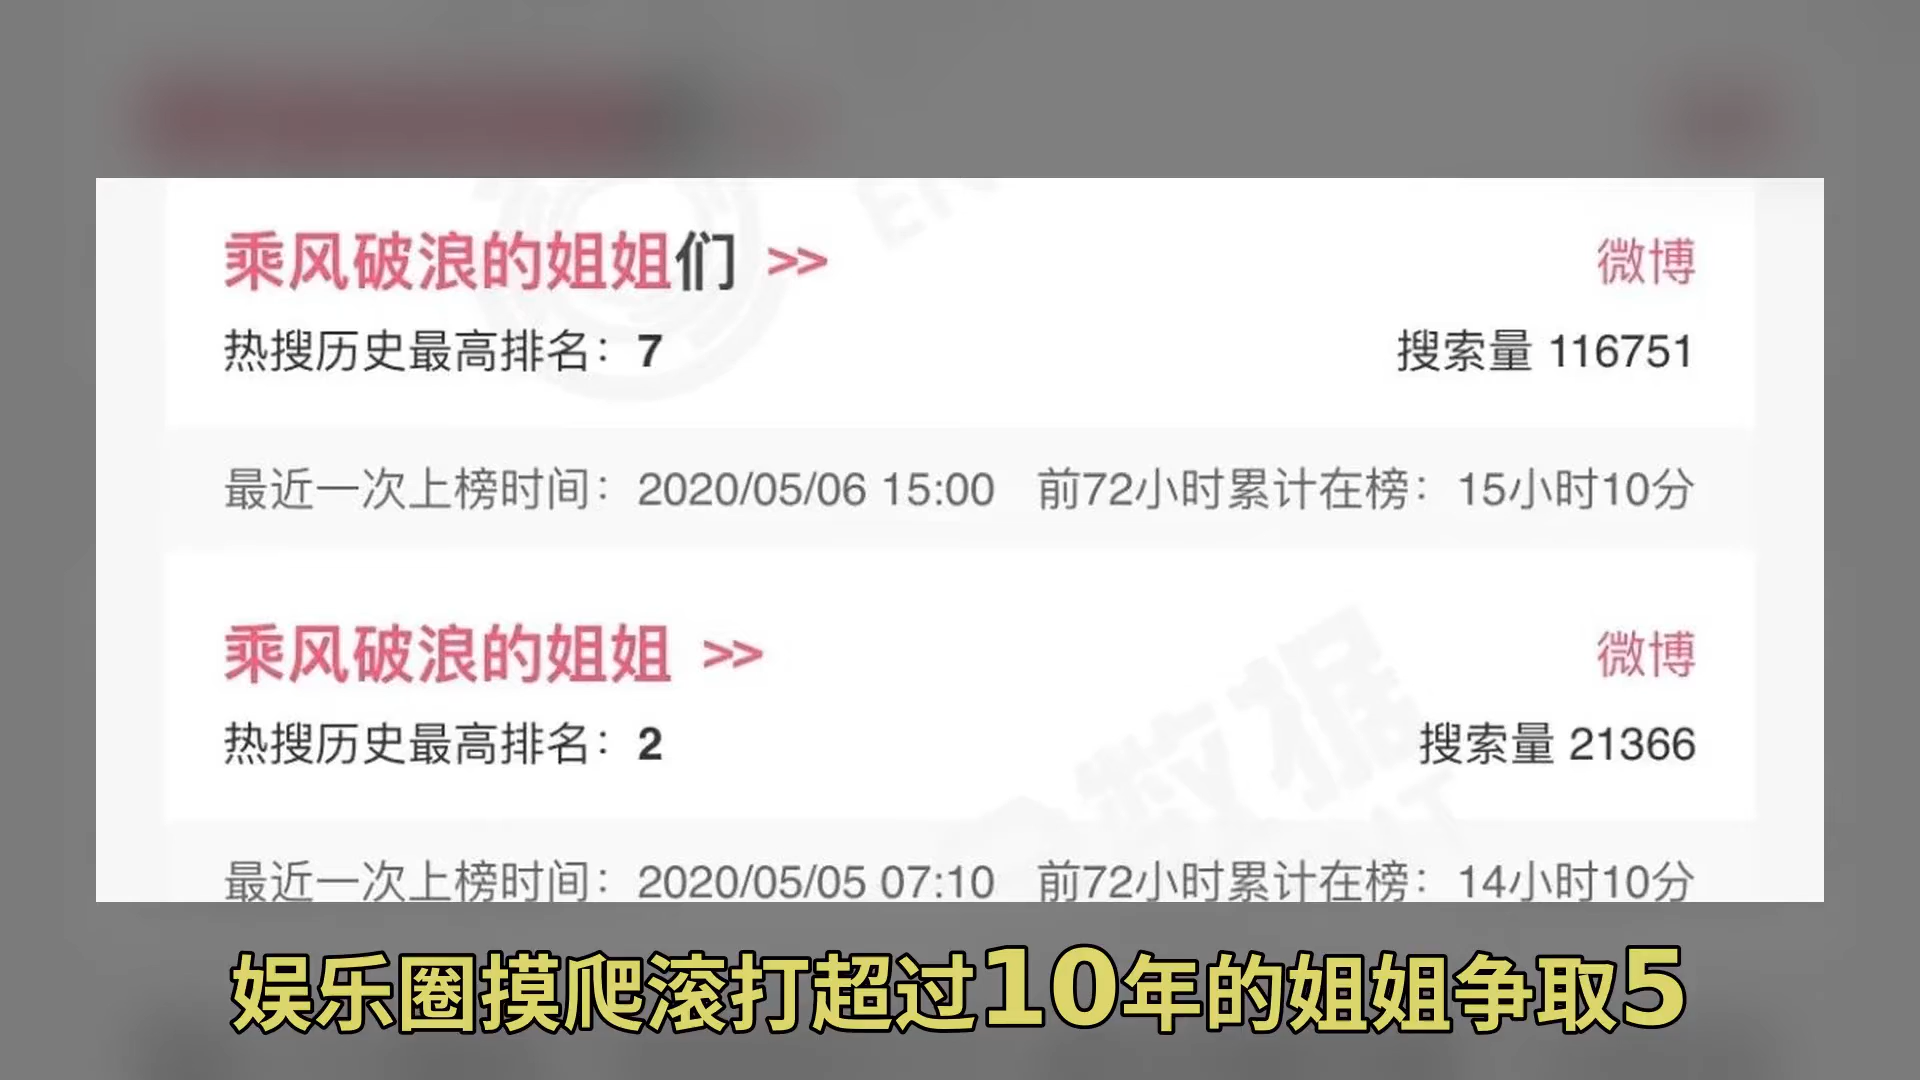 乘风破浪的姐姐们 >>
微博
热搜历史最高排名：7
搜索量 116751
最近一次上榜时间：2020/05/06 15:00 前72小时累计在榜：15小时10分
乘风破浪的姐姐 >>
微博
热搜历史最高排名：2
搜索量 21366
最近一次上榜时间：2020/05/05 07:10 前72小时累计在榜：14小时10分
数据
娱乐圈摸爬滚打超过10年的姐姐争取5